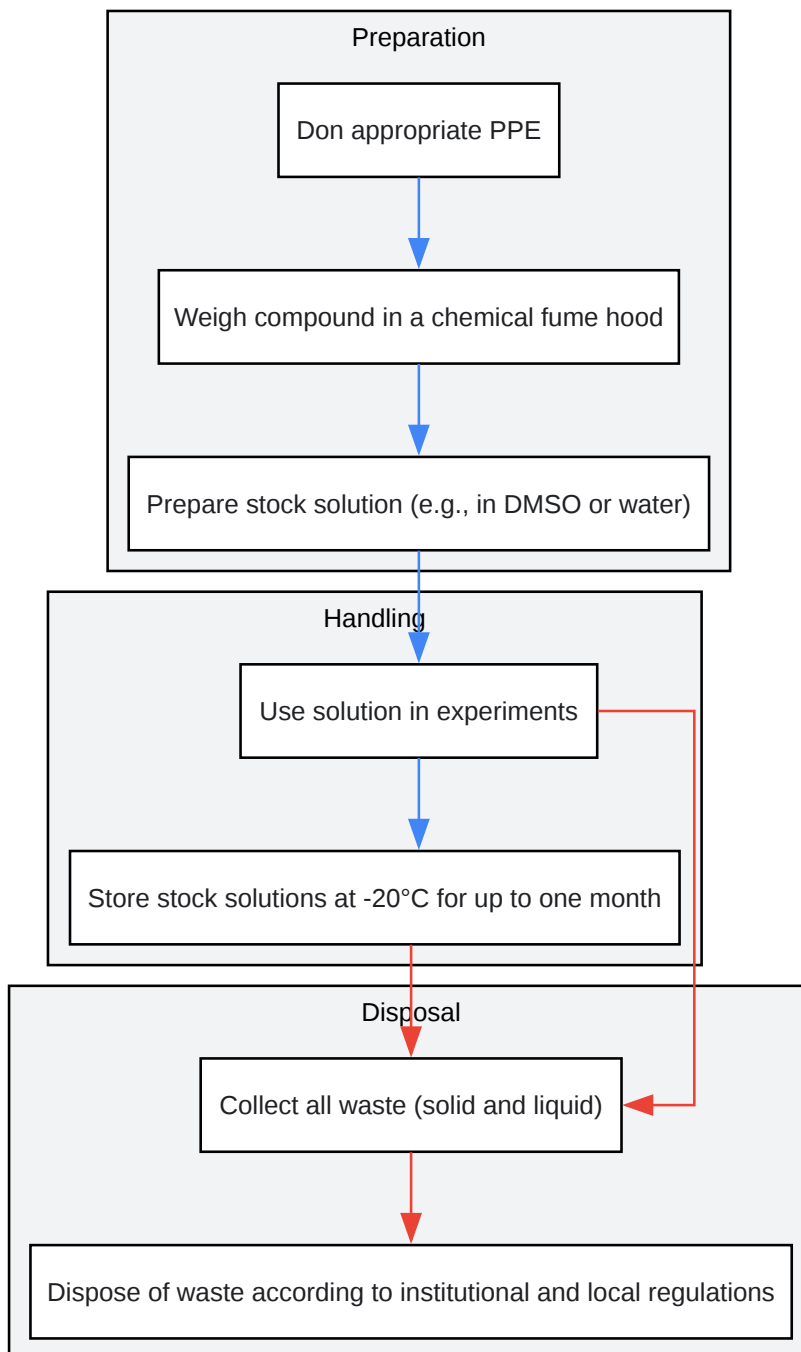 Preparation
Don appropriate PPE
Weigh compound in a chemical fume hood
Prepare stock solution (e.g., in DMSO or water)
Handling
Use solution in experiments
Store stock solutions at -20°C for up to one month
Disposal
Collect all waste (solid and liquid)
Dispose of waste according to institutional and local regulations